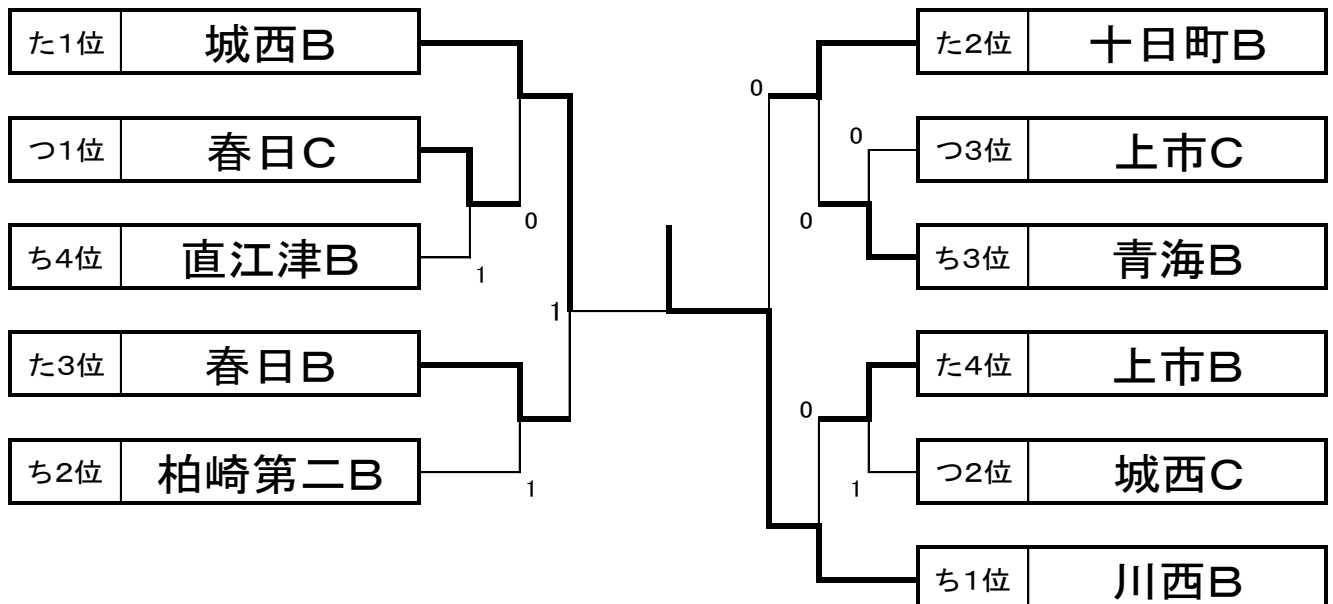 た1位 城西B
つ1位 春日C
ち4位 直江津B
た3位 春日B
ち2位 柏崎第二B
0
1
1
1
た2位 十日町B
つ3位 上市C
ち3位 青海B
た4位 上市B
つ2位 城西C
ち1位 川西B
0
0
0
0
1